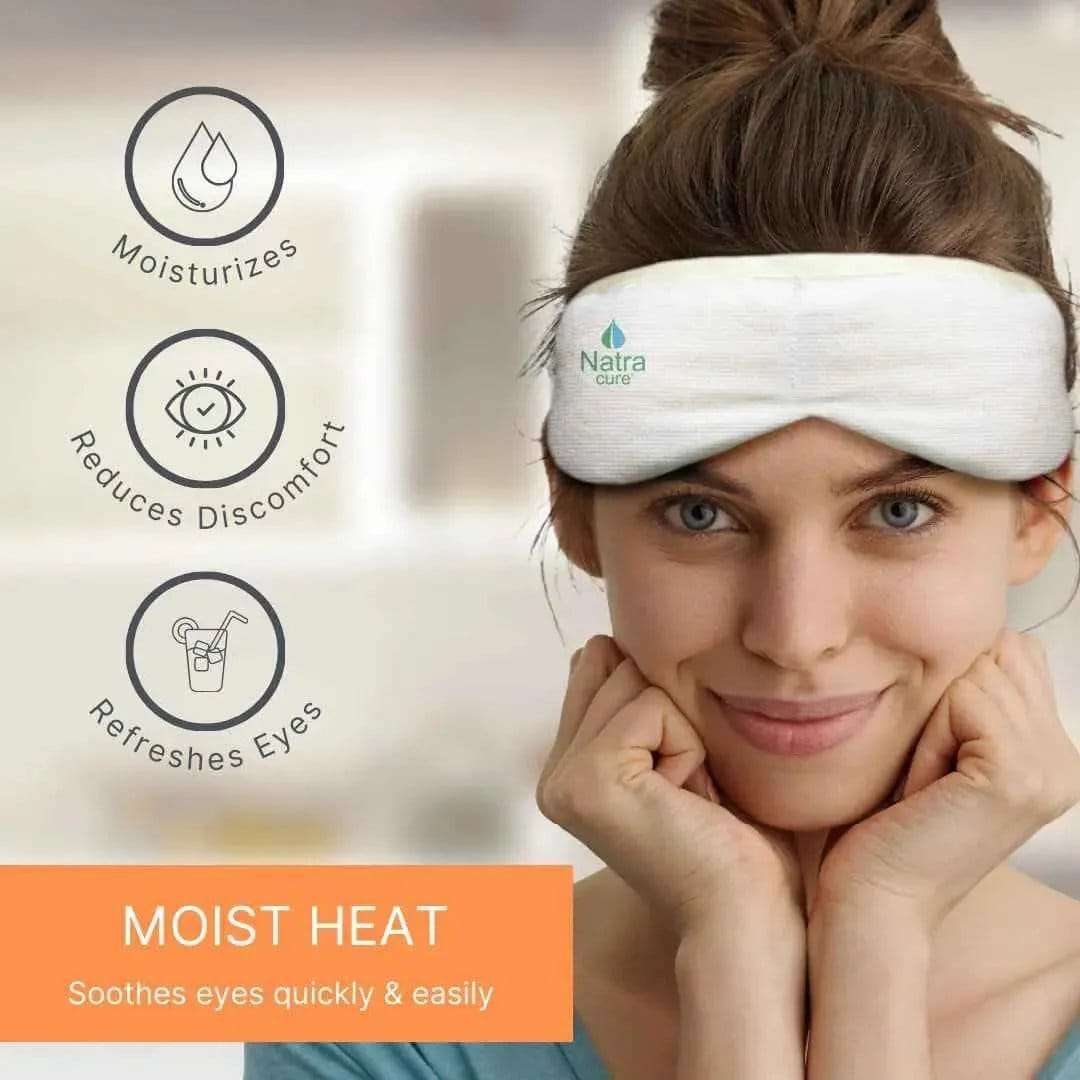 Moisturizes
Reduces Discomfort
Refreshes Eyes
Natra
cure
MOIST HEAT
Soothes eyes quickly & easily